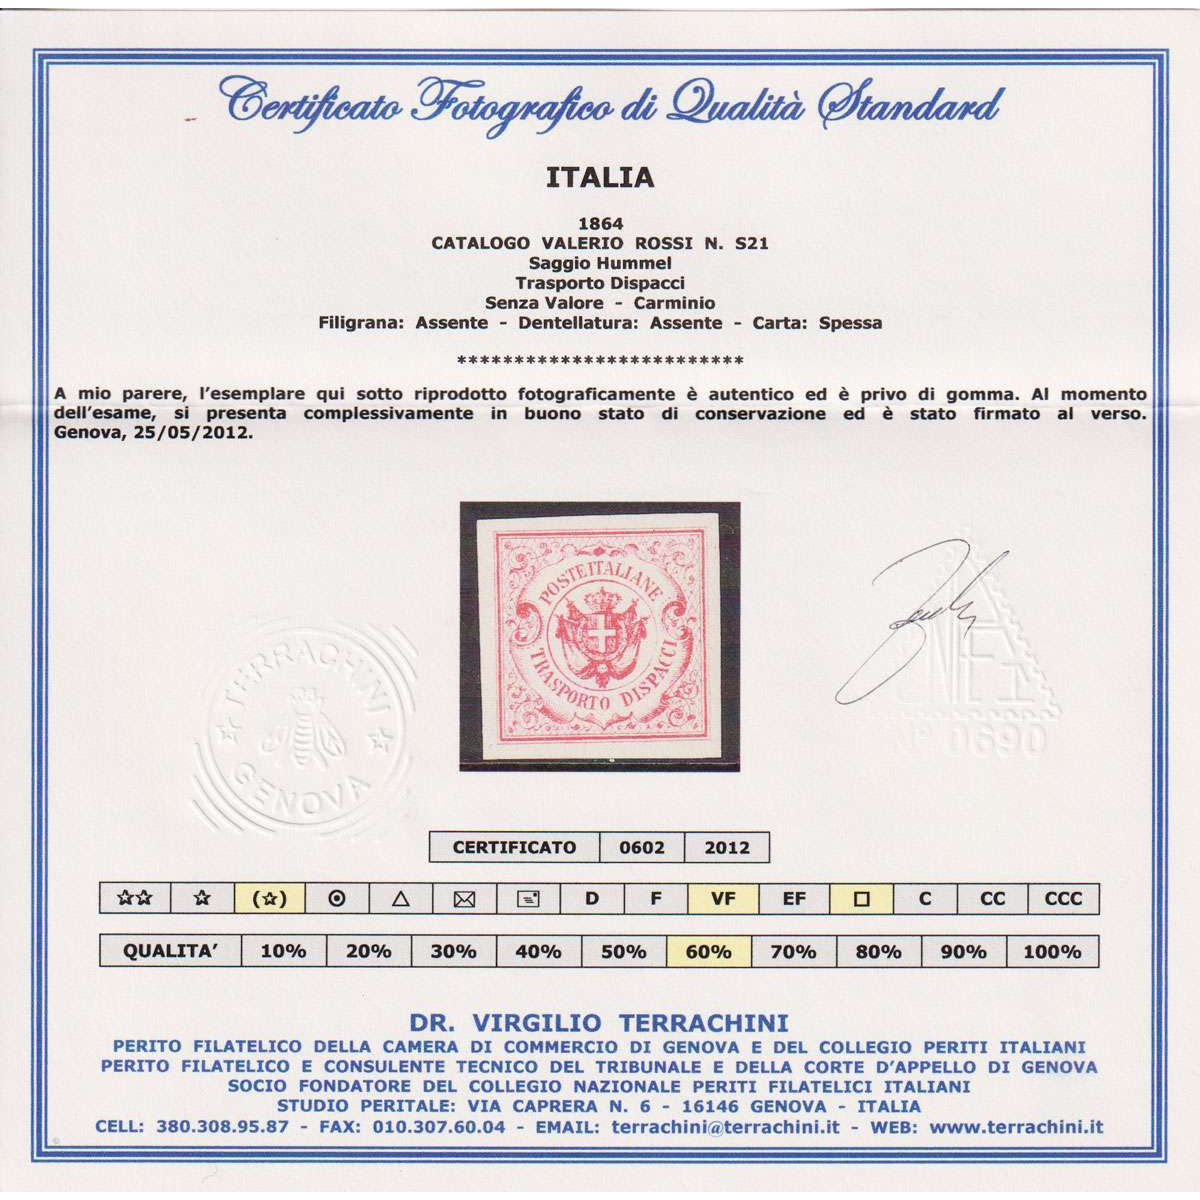 Certificato Fotografico di Qualità Standard
ITALIA
1864
CATALOGO VALERIO ROSSI N. S21
Saggio Hummel
Trasporto Dispacci
Senza Valore - Carminio
Filigrana: Assente - Dentellatura: Assente - Carta: Spessa
*************************
A mio parere, l'esemplare qui sotto riprodotto fotograficamente è autentico ed è privo di gomma. Al momento
dell'esame, si presenta complessivamente in buono stato di conservazione ed è stato firmato al verso.
Genova, 25/05/2012.
POSTE ITALIANE
TRASPORTO DISPACCI
TERRACHINI
GENOVA
N° 0690
CERTIFICATO 0602 2012
☆☆ ☆ (☆) ⊙ △ ✉ D F VF EF □ C CC CCC
QUALITA' 10% 20% 30% 40% 50% 60% 70% 80% 90% 100%
DR. VIRGILIO TERRACHINI
PERITO FILATELICO DELLA CAMERA DI COMMERCIO DI GENOVA E DEL COLLEGIO PERITI ITALIANI
PERITO FILATELICO E CONSULENTE TECNICO DEL TRIBUNALE E DELLA CORTE D'APPELLO DI GENOVA
SOCIO FONDATORE DEL COLLEGIO NAZIONALE PERITI FILATELICI ITALIANI
STUDIO PERITALE: VIA CAPRERA N. 6 - 16146 GENOVA - ITALIA
CELL: 380.308.95.87 - FAX: 010.307.60.04 - EMAIL: terrachini@terrachini.it - WEB: www.terrachini.it